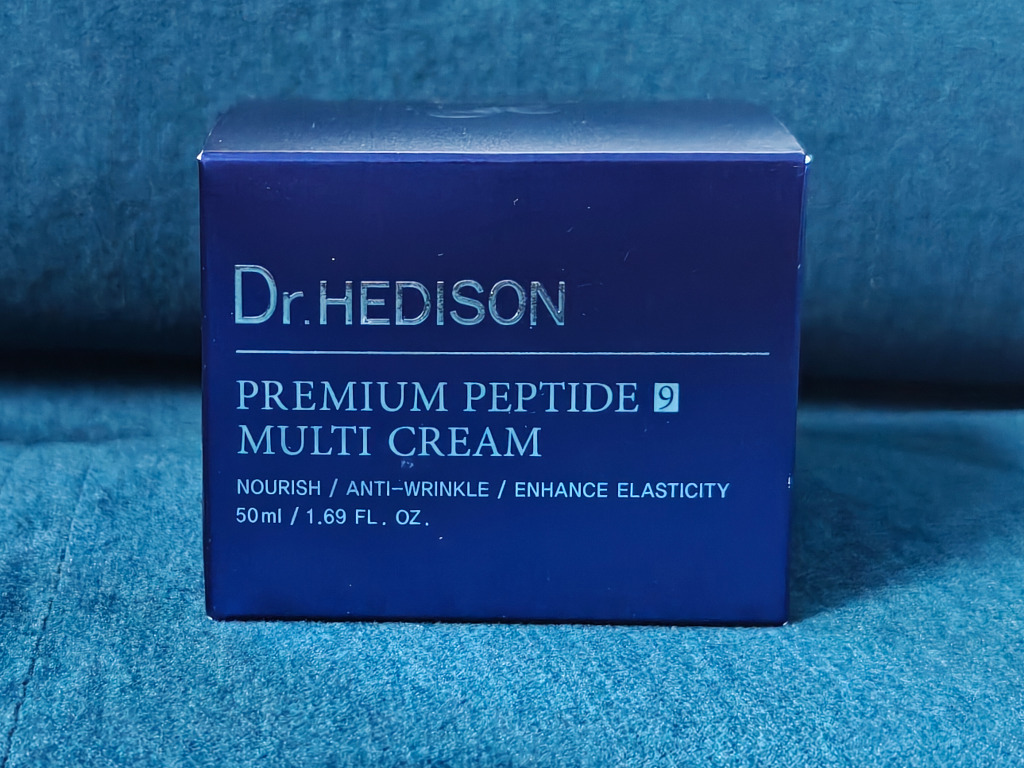 Dr.HEDISON
PREMIUM PEPTIDE 9
MULTI CREAM
NOURISH / ANTI-WRINKLE / ENHANCE ELASTICITY
50ml / 1.69 FL. OZ.